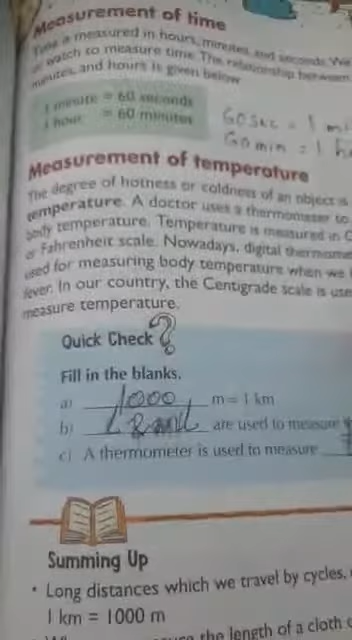 Measurement of time
Time is measured in hours, minutes and seconds. We
watch to measure time. The relationship between
minutes, and hours is given below
1 minute = 60 seconds
1 hour = 60 minutes
60 sec = 1 mi
60 min = 1 h
Measurement of temperature
The degree of hotness or coldness of an object is
temperature. A doctor uses a thermometer to
body temperature. Temperature is measured in C
or Fahrenheit scale. Nowadays, digital thermome
used for measuring body temperature when we
fever. In our country, the Centigrade scale is use
measure temperature.
Quick Check ?
Fill in the blanks.
a) 1000 m = 1 km
b) are used to measure
c) A thermometer is used to measure
Summing Up
• Long distances which we travel by cycles,
1 km = 1000 m
the length of a cloth